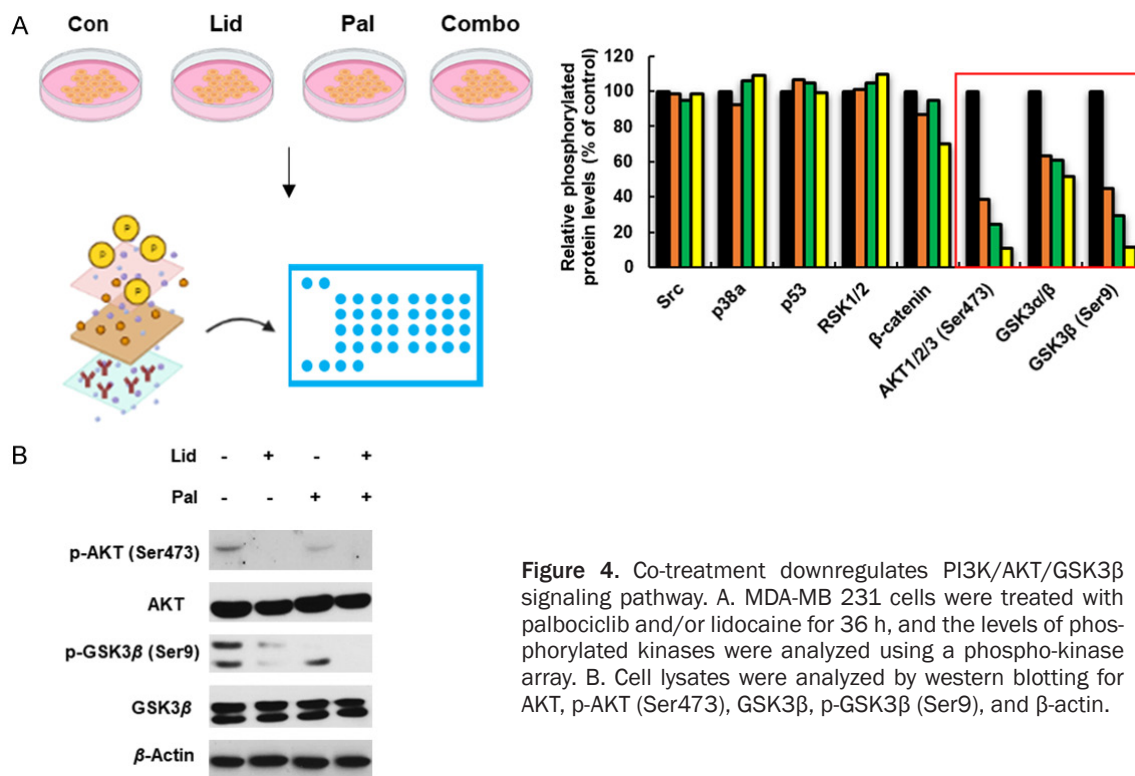 A
Con Lid Pal Combo
P
P
P
P
Relative phosphorylated
protein levels (% of control)
120
100
80
60
40
20
0
Src
p38a
p53
RSK1/2
β-catenin
AKT1/2/3 (Ser473)
GSK3α/β
GSK3β (Ser9)
B
Lid - + - +
Pal - - + +
p-AKT (Ser473)
AKT
p-GSK3β (Ser9)
GSK3β
β-Actin
Figure 4. Co-treatment downregulates PI3K/AKT/GSK3β
signaling pathway. A. MDA-MB 231 cells were treated with
palbociclib and/or lidocaine for 36 h, and the levels of phos-
phorylated kinases were analyzed using a phospho-kinase
array. B. Cell lysates were analyzed by western blotting for
AKT, p-AKT (Ser473), GSK3β, p-GSK3β (Ser9), and β-actin.